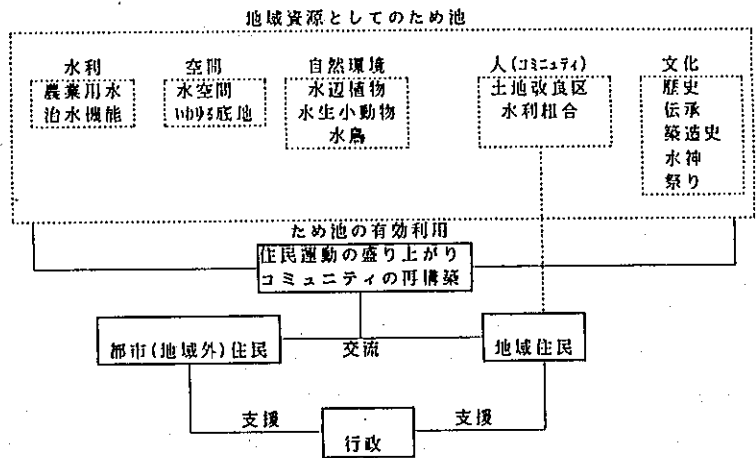 地域資源としてのため池
水利
農業用水
治水機能
空間
水空間
いわゆる底地
自然環境
水辺植物
水生小動物
水鳥
人(コミニュティ)
土地改良区
水利組合
文化
歴史
伝承
築造史
水神
祭り
ため池の有効利用
住民運動の盛り上がり
コミュニティの再構築
都市(地域外)住民
交流
地域住民
支援
支援
行政